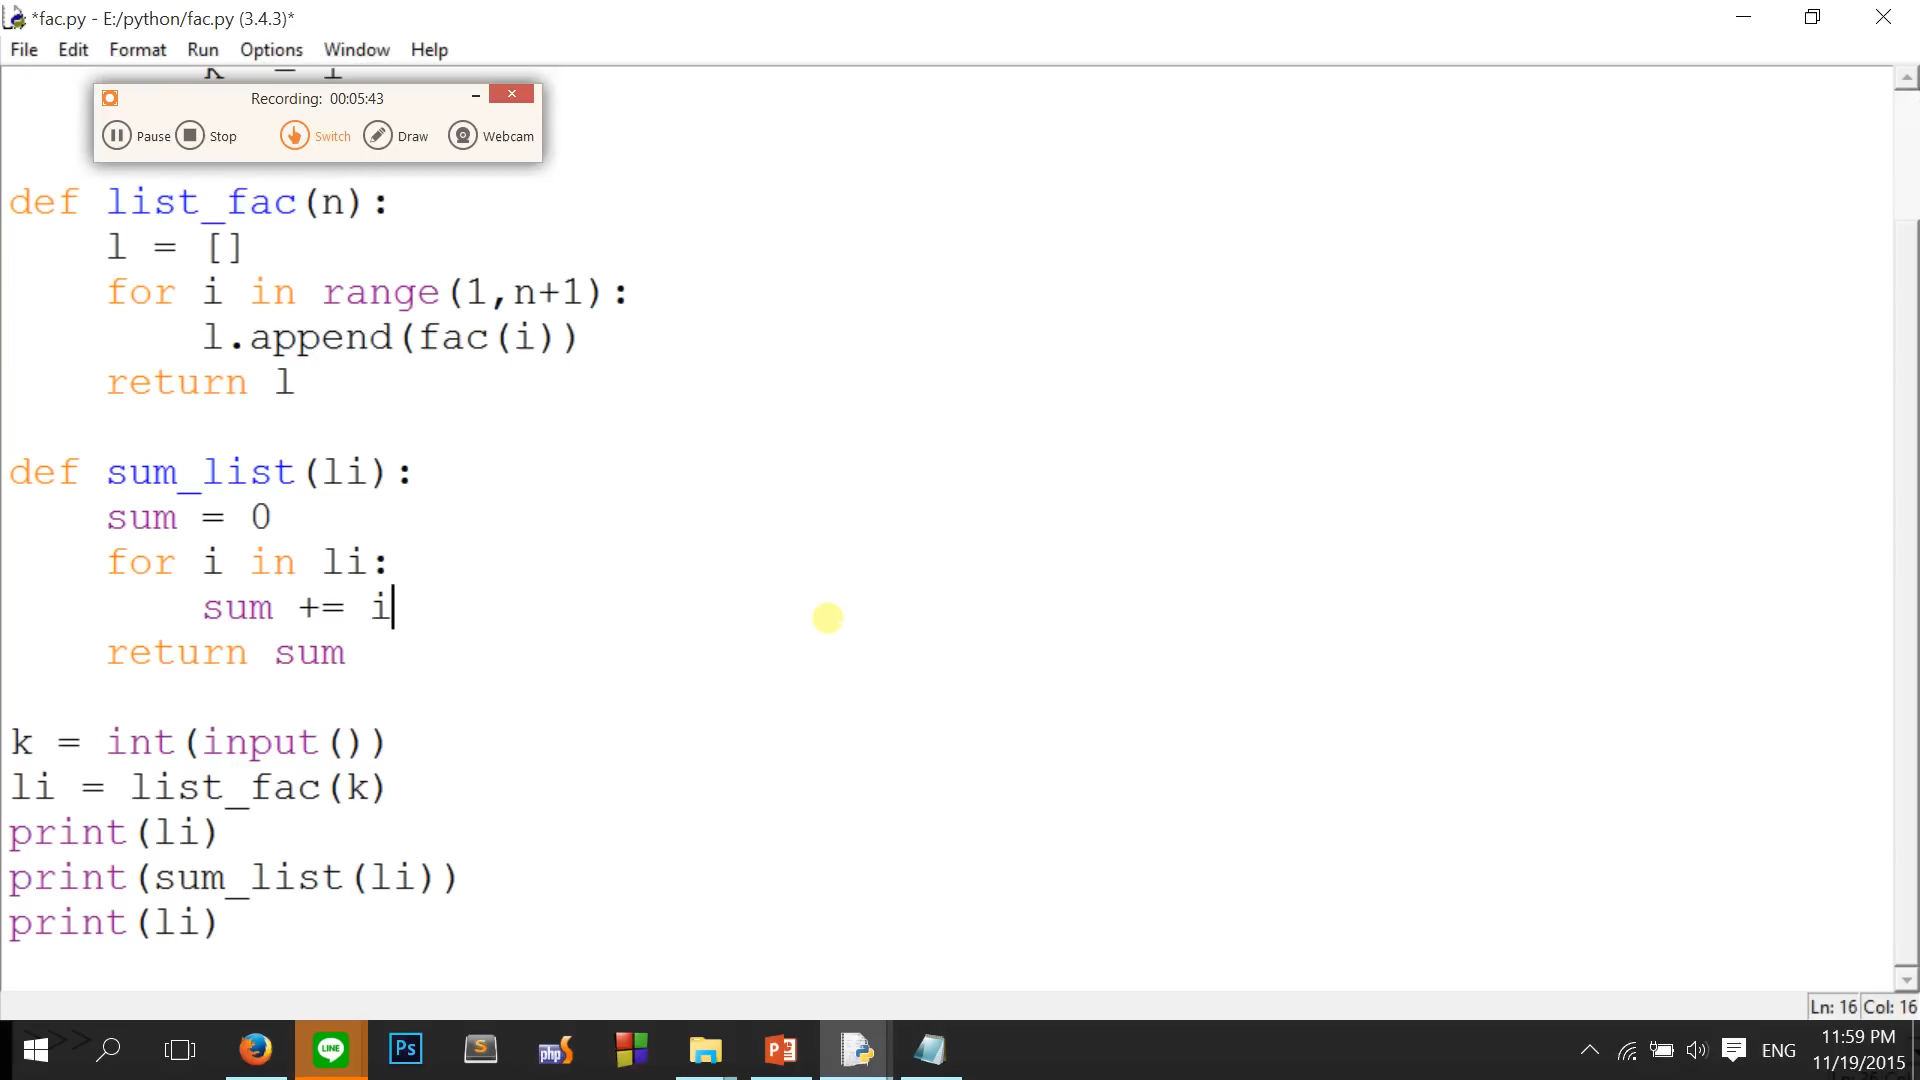 *fac.py - E:/python/fac.py (3.4.3)*
File Edit Format Run Options Window Help
Recording: 00:05:43
Pause Stop Switch Draw Webcam
def list_fac(n):
    l = []
    for i in range(1,n+1):
        l.append(fac(i))
    return l
def sum_list(li):
    sum = 0
    for i in li:
        sum += i
    return sum
k = int(input())
li = list_fac(k)
print(li)
print(sum_list(li))
print(li)
Ln: 16 Col: 16
LINE Ps S php P
ENG
11:59 PM
11/19/2015